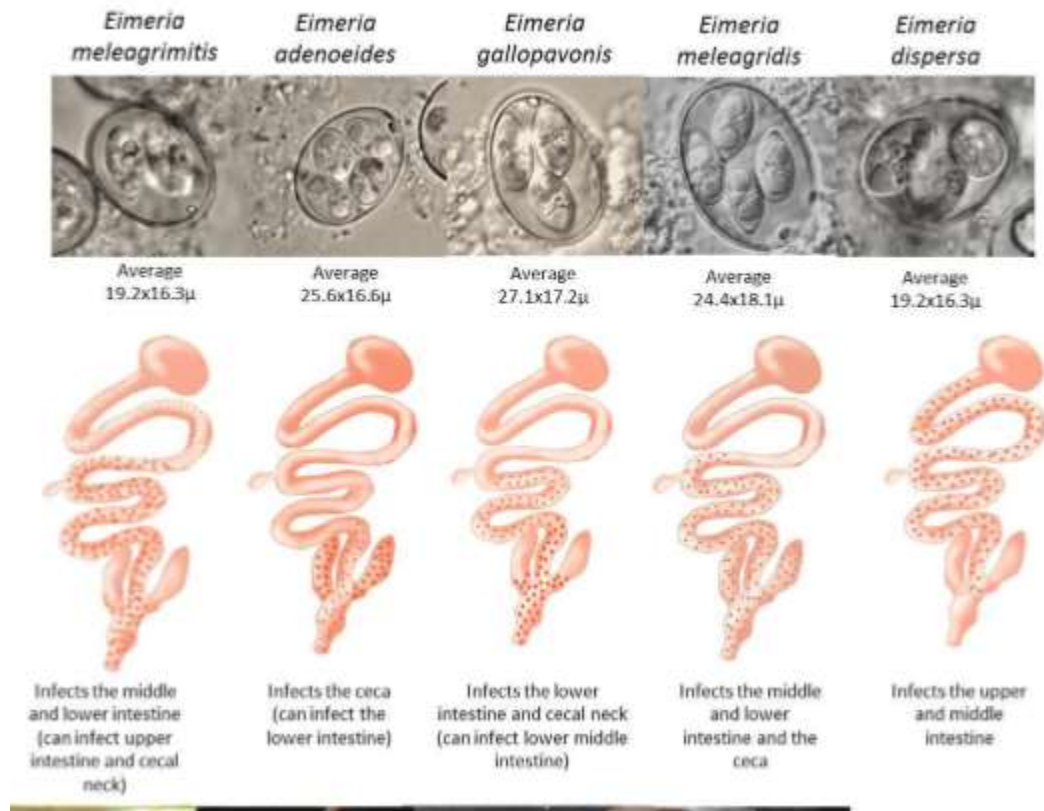 Eimeria
meleagrimitis
Eimeria
adenoeides
Eimeria
gallopavonis
Eimeria
meleagridis
Eimeria
dispersa
Average
19.2x16.3µ
Average
25.6x16.6µ
Average
27.1x17.2µ
Average
24.4x18.1µ
Average
19.2x16.3µ
Infects the middle
and lower intestine
(can infect upper
intestine and cecal
neck)
Infects the ceca
(can infect the
lower intestine)
Infects the lower
intestine and cecal neck
(can infect lower middle
intestine)
Infects the middle
and lower
intestine and the
ceca
Infects the upper
and middle
intestine